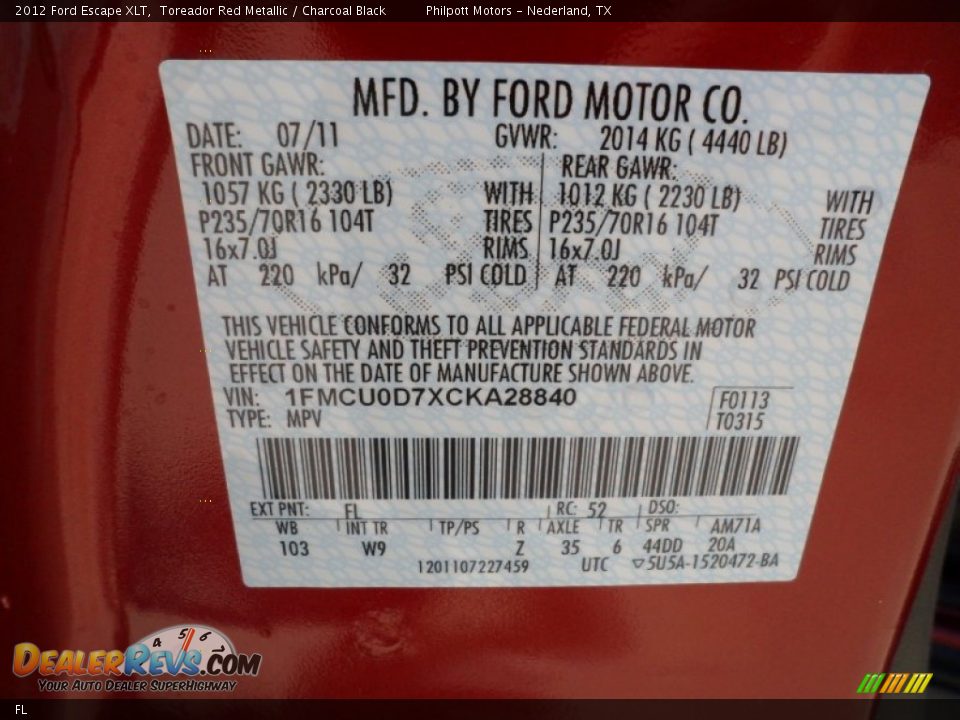 2012 Ford Escape XLT,  Toreador Red Metallic / Charcoal Black          Philpott Motors - Nederland, TX
MFD. BY FORD MOTOR CO.
DATE: 07/11 GVWR: 2014 KG ( 4440 LB)
FRONT GAWR: REAR GAWR:
1057 KG ( 2330 LB) WITH 1012 KG ( 2230 LB) WITH
P235/70R16 104T TIRES P235/70R16 104T TIRES
16x7.0J RIMS 16x7.0J RIMS
AT 220 kPa/ 32 PSI COLD AT 220 kPa/ 32 PSI COLD
THIS VEHICLE CONFORMS TO ALL APPLICABLE FEDERAL MOTOR
VEHICLE SAFETY AND THEFT PREVENTION STANDARDS IN
EFFECT ON THE DATE OF MANUFACTURE SHOWN ABOVE.
VIN: 1FMCU0D7XCKA28840 F0113
TYPE: MPV T0315
EXT PNT: FL RC: 52 DSO:
WB INT TR TP/PS R AXLE TR SPR AM71A
103 W9 Z 35 6 44DD 20A
1201107227459 UTC ▽5U5A-1520472-BA
4 5 6
DEALERREVS.COM
YOUR AUTO DEALER SUPERHIGHWAY
FL